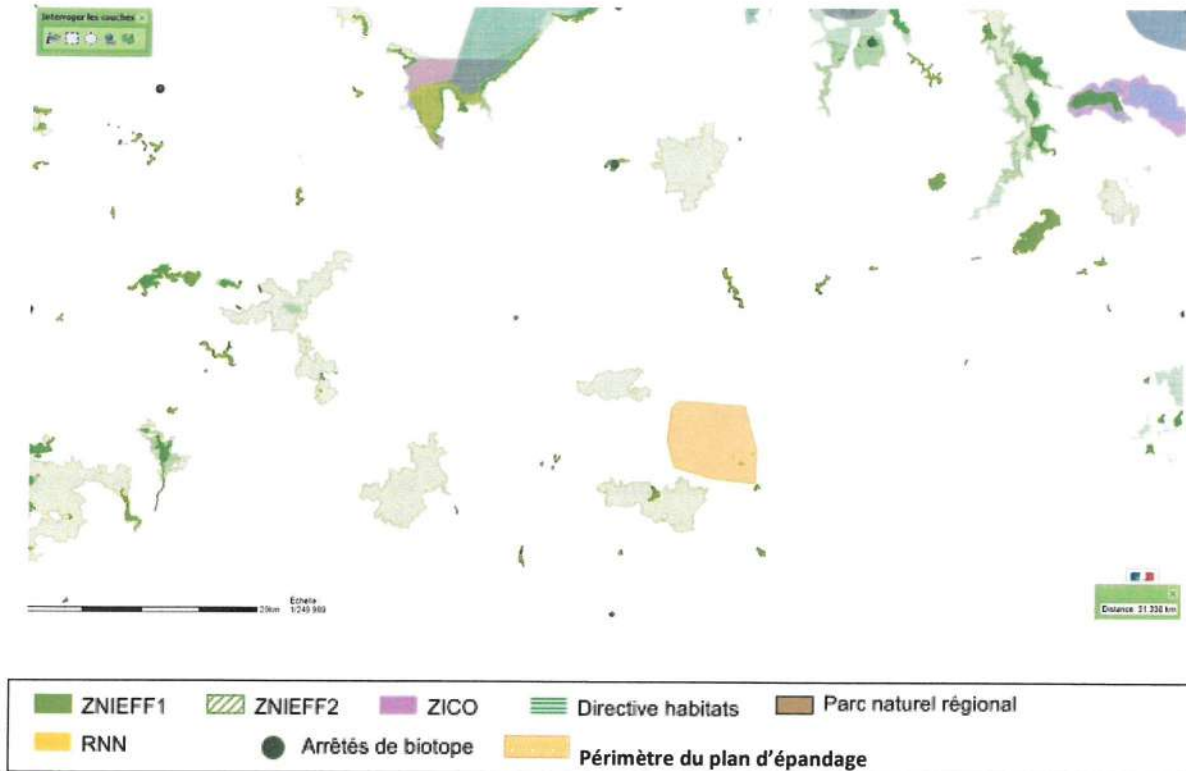 Interroger les couches
Echelle
20km 1/249 989
Distance 31.338 km
ZNIEFF1 ZNIEFF2 ZICO Directive habitats Parc naturel régional
RNN Arrêtés de biotope Périmètre du plan d'épandage